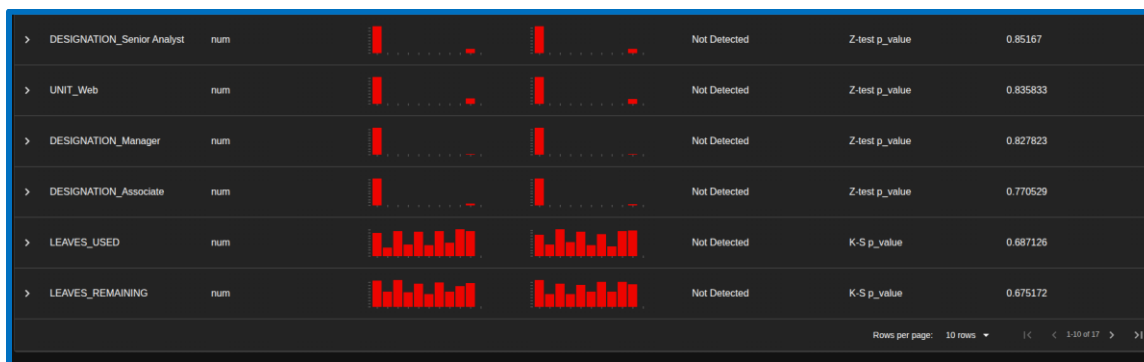 DESIGNATION_Senior Analyst num Not Detected Z-test p_value 0.85167
UNIT_Web num Not Detected Z-test p_value 0.835833
DESIGNATION_Manager num Not Detected Z-test p_value 0.827823
DESIGNATION_Associate num Not Detected Z-test p_value 0.770529
LEAVES_USED num Not Detected K-S p_value 0.687126
LEAVES_REMAINING num Not Detected K-S p_value 0.675172
Rows per page: 10 rows 1-10 of 17